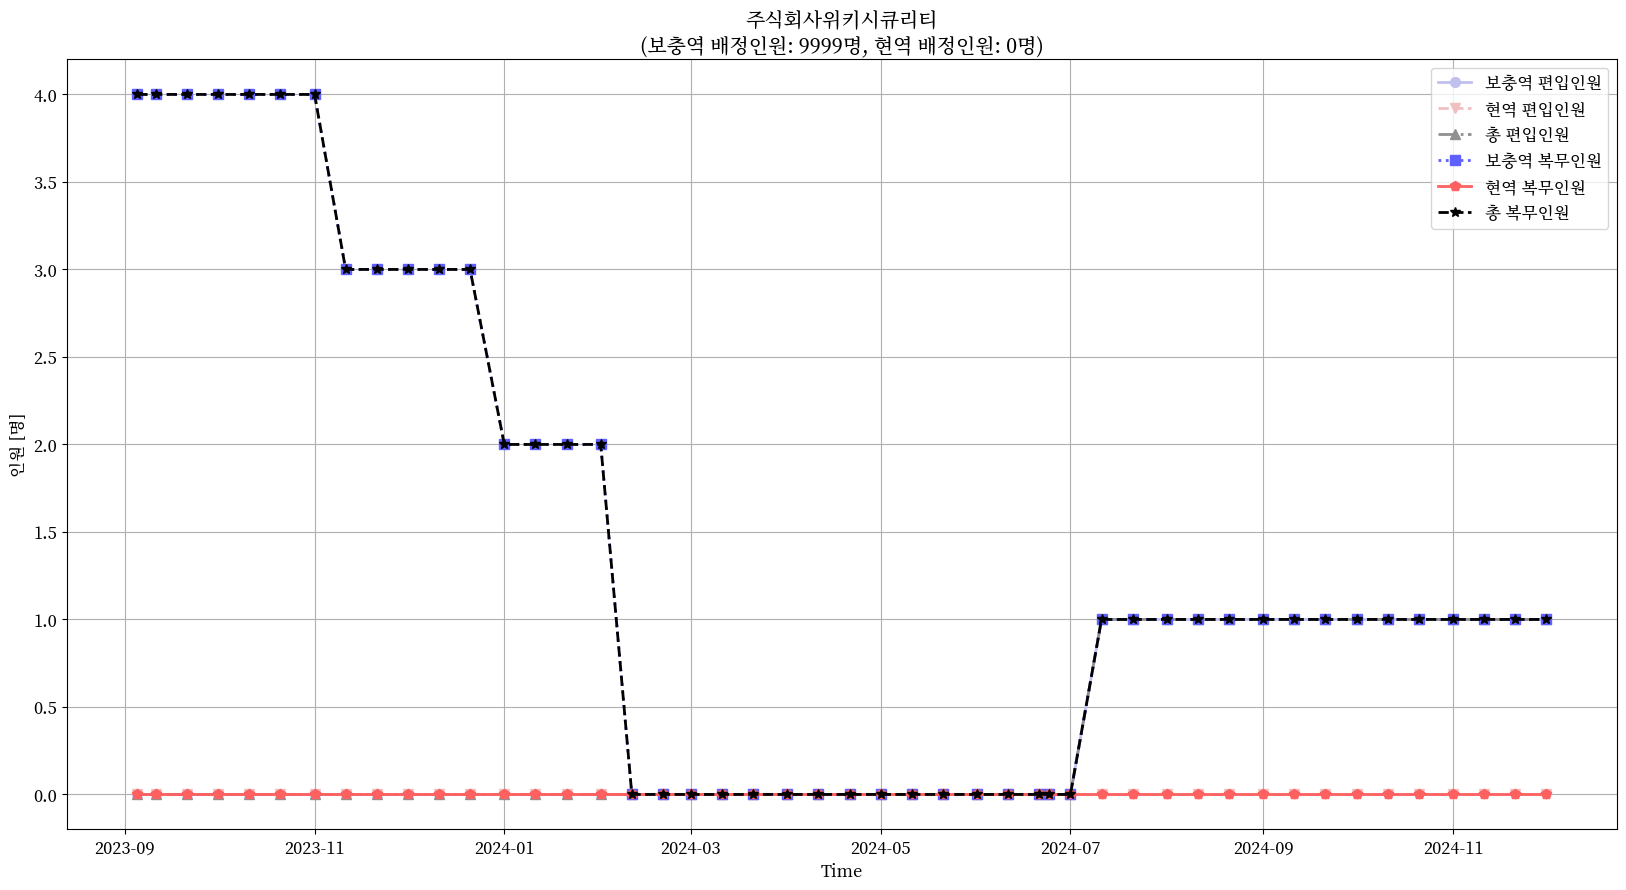 주식회사위키시큐리티
(보충역 배정인원: 9999명, 현역 배정인원: 0명)
보충역 편입인원
현역 편입인원
총 편입인원
보충역 복무인원
현역 복무인원
총 복무인원
인원 [명]
4.0
3.5
3.0
2.5
2.0
1.5
1.0
0.5
0.0
2023-09
2023-11
2024-01
2024-03
2024-05
2024-07
2024-09
2024-11
Time